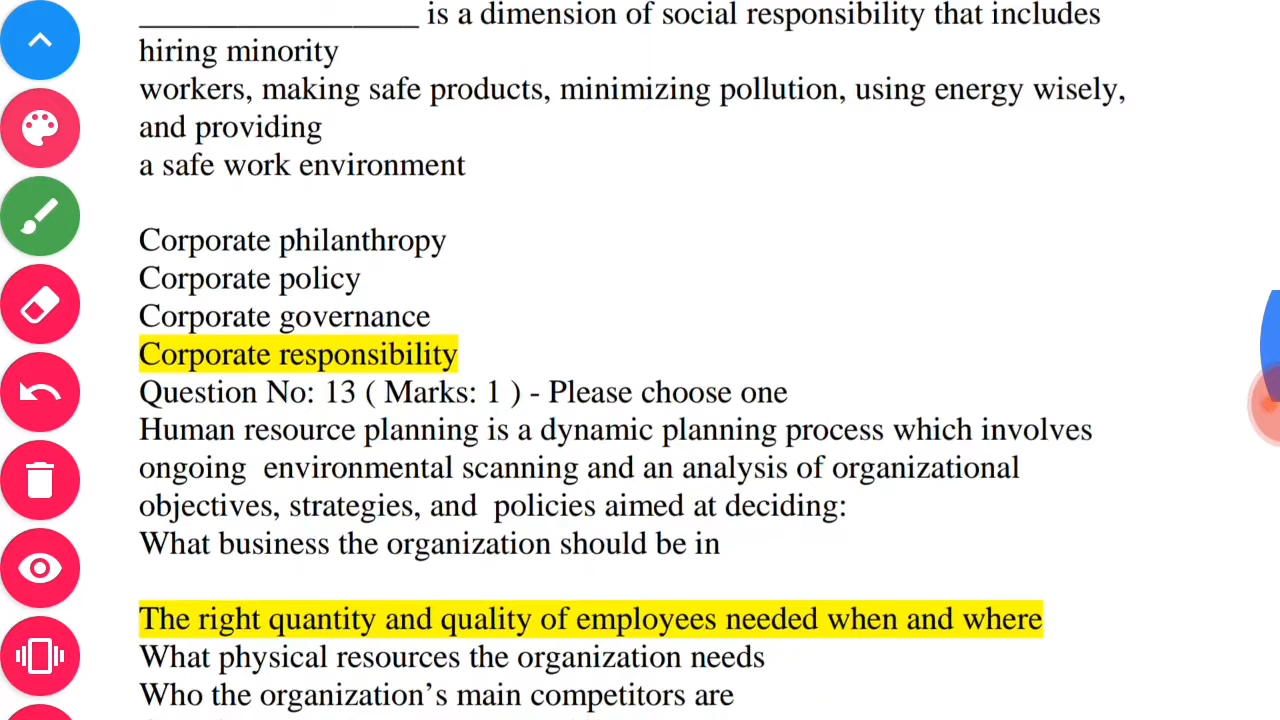 _________________ is a dimension of social responsibility that includes
hiring minority
workers, making safe products, minimizing pollution, using energy wisely,
and providing
a safe work environment
Corporate philanthropy
Corporate policy
Corporate governance
Corporate responsibility
Question No: 13 ( Marks: 1 ) - Please choose one
Human resource planning is a dynamic planning process which involves
ongoing  environmental scanning and an analysis of organizational
objectives, strategies, and  policies aimed at deciding:
What business the organization should be in
The right quantity and quality of employees needed when and where
What physical resources the organization needs
Who the organization’s main competitors are